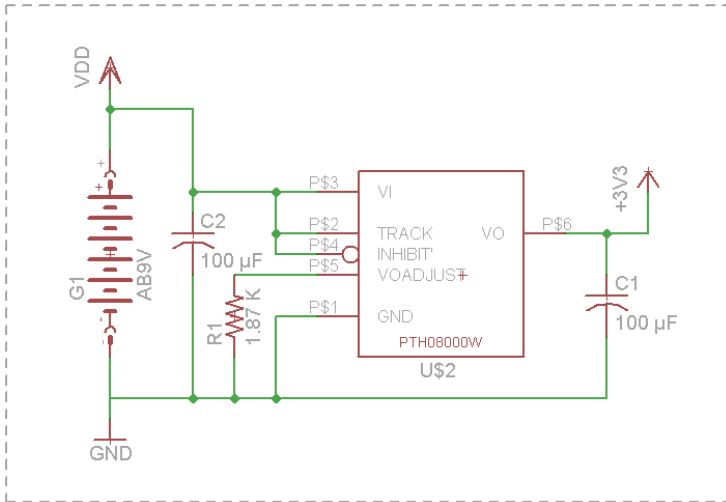 VDD
+
+
G1
AB9V
-
-
GND
C2
100 µF
R1
1.87 K
P$3
P$2
P$4
P$5
P$1
VI
TRACK
INHIBIT'
VOADJUST
GND
VO
PTH08000W
U$2
P$6
+3V3
C1
100 µF